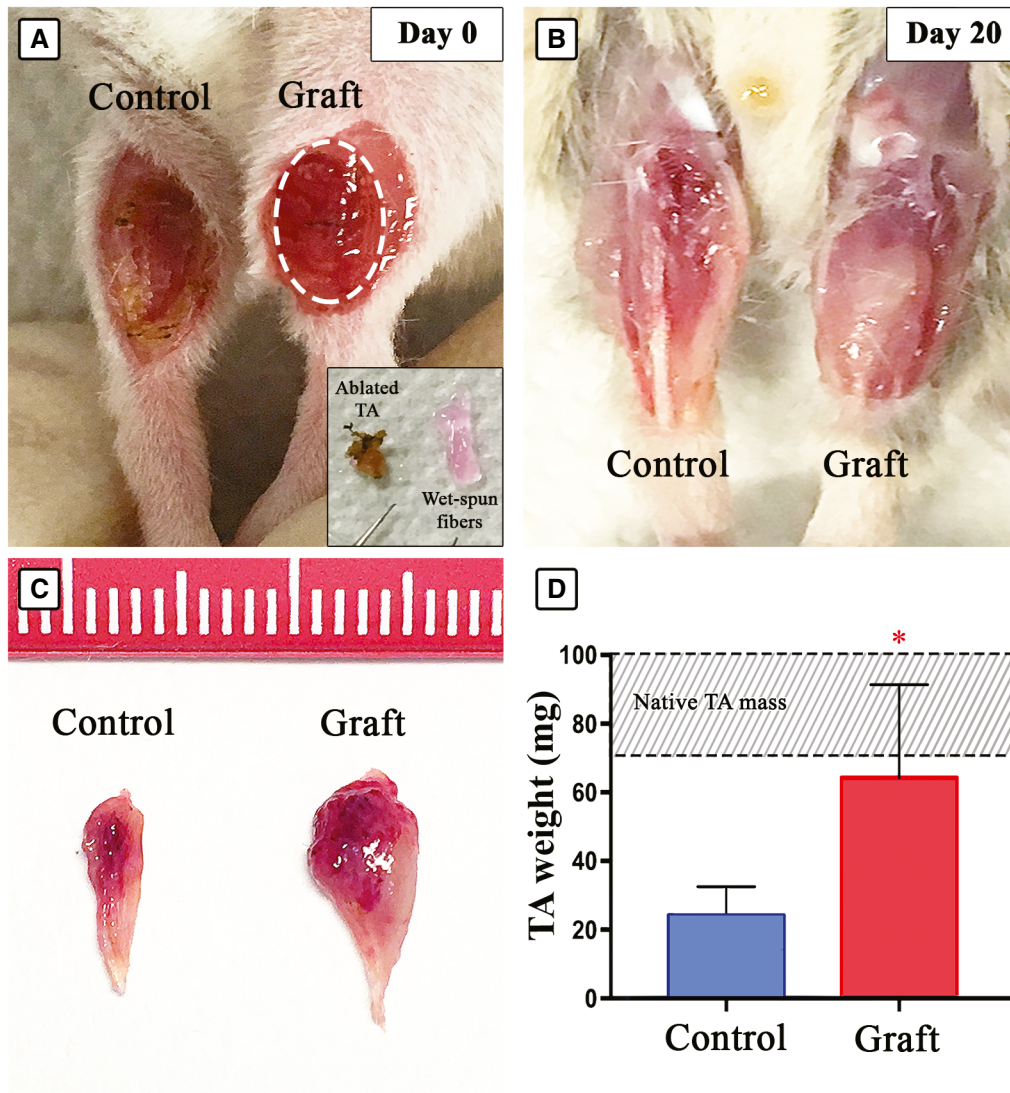 A
Day 0
Control
Graft
Ablated
TA
Wet-spun
fibers
B
Day 20
Control
Graft
C
Control
Graft
D
*
100
80
60
40
20
0
TA weight (mg)
Native TA mass
Control
Graft